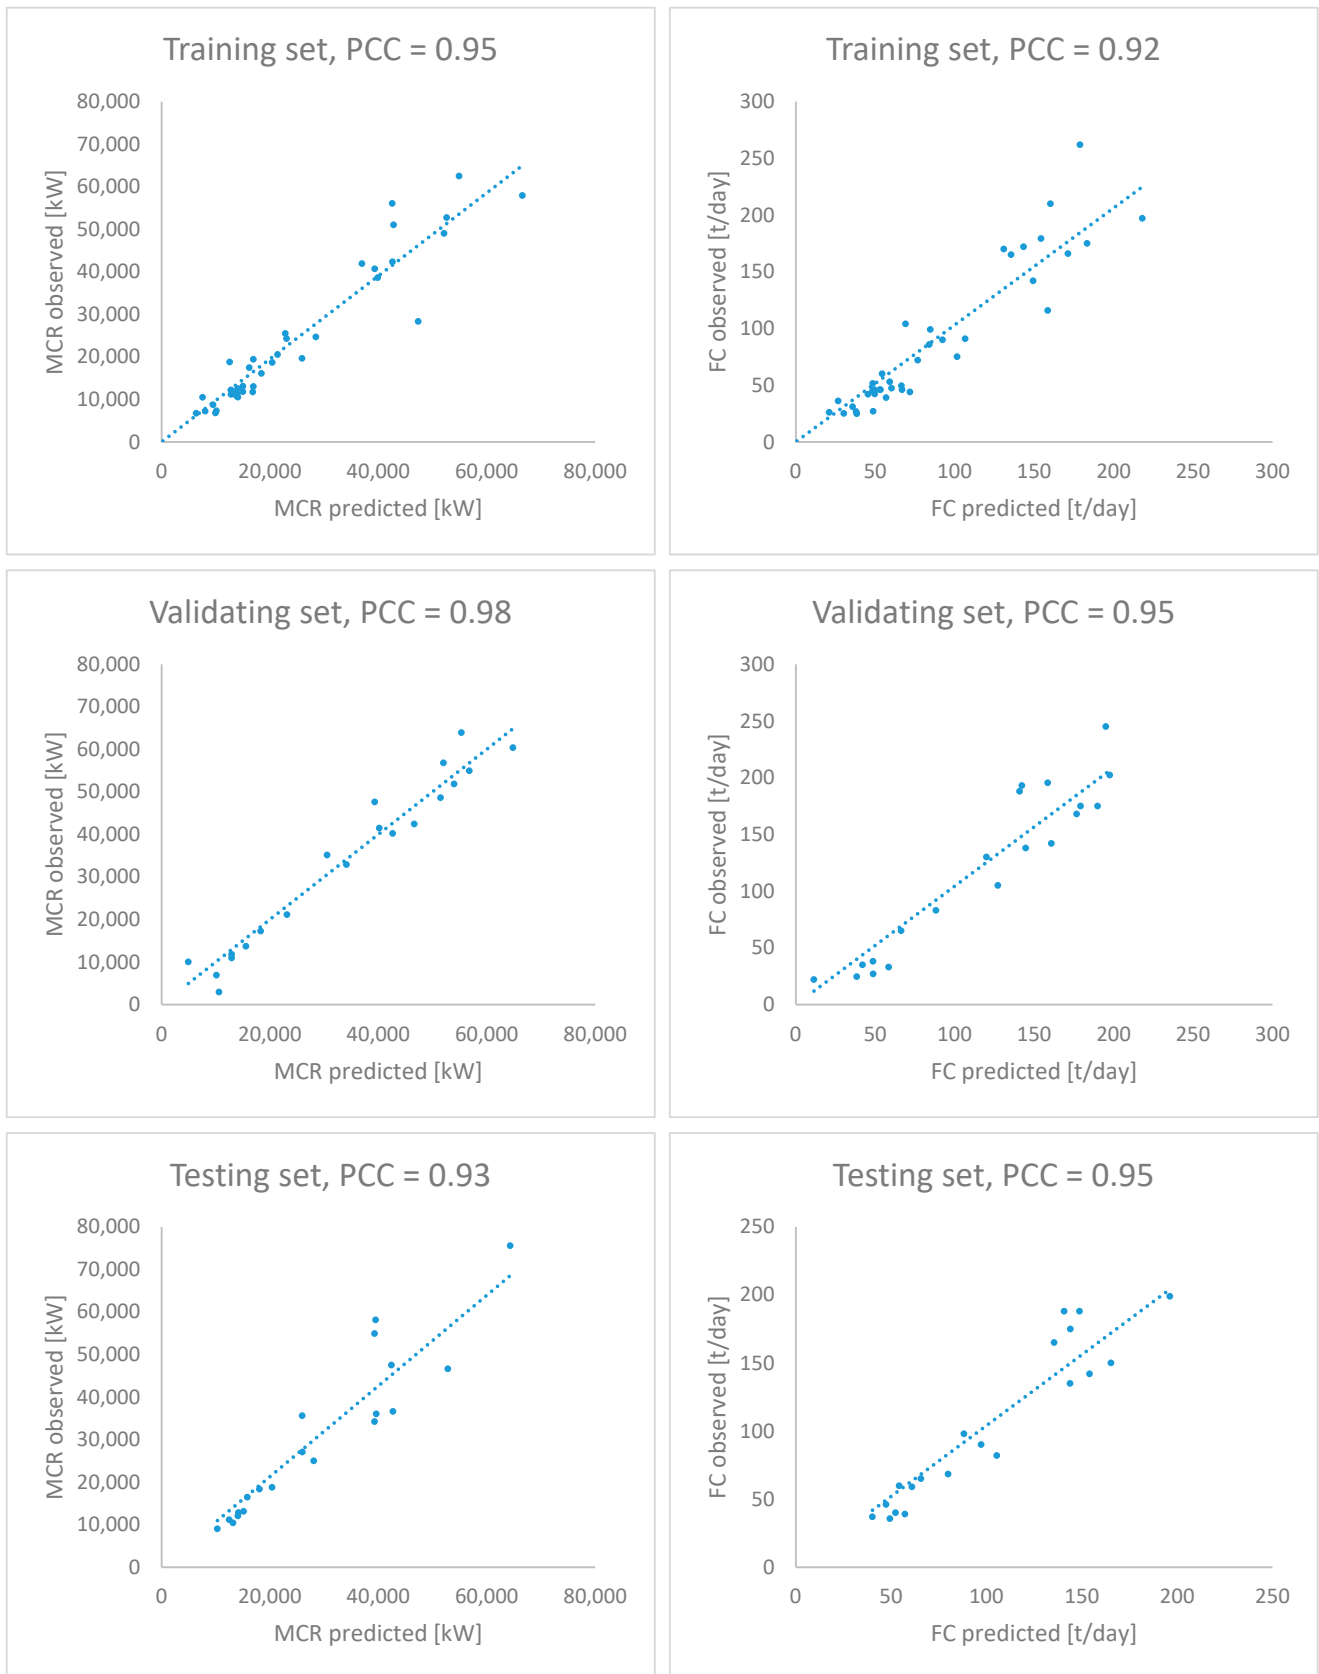 Training set, PCC = 0.95
80,000
70,000
60,000
50,000
40,000
30,000
20,000
10,000
0
MCR observed [kW]
0 20,000 40,000 60,000 80,000
MCR predicted [kW]
Training set, PCC = 0.92
300
250
200
150
100
50
0
FC observed [t/day]
0 50 100 150 200 250 300
FC predicted [t/day]
Validating set, PCC = 0.98
80,000
70,000
60,000
50,000
40,000
30,000
20,000
10,000
0
MCR observed [kW]
0 20,000 40,000 60,000 80,000
MCR predicted [kW]
Validating set, PCC = 0.95
300
250
200
150
100
50
0
FC observed [t/day]
0 50 100 150 200 250 300
FC predicted [t/day]
Testing set, PCC = 0.93
80,000
70,000
60,000
50,000
40,000
30,000
20,000
10,000
0
MCR observed [kW]
0 20,000 40,000 60,000 80,000
MCR predicted [kW]
Testing set, PCC = 0.95
250
200
150
100
50
0
FC observed [t/day]
0 50 100 150 200 250
FC predicted [t/day]